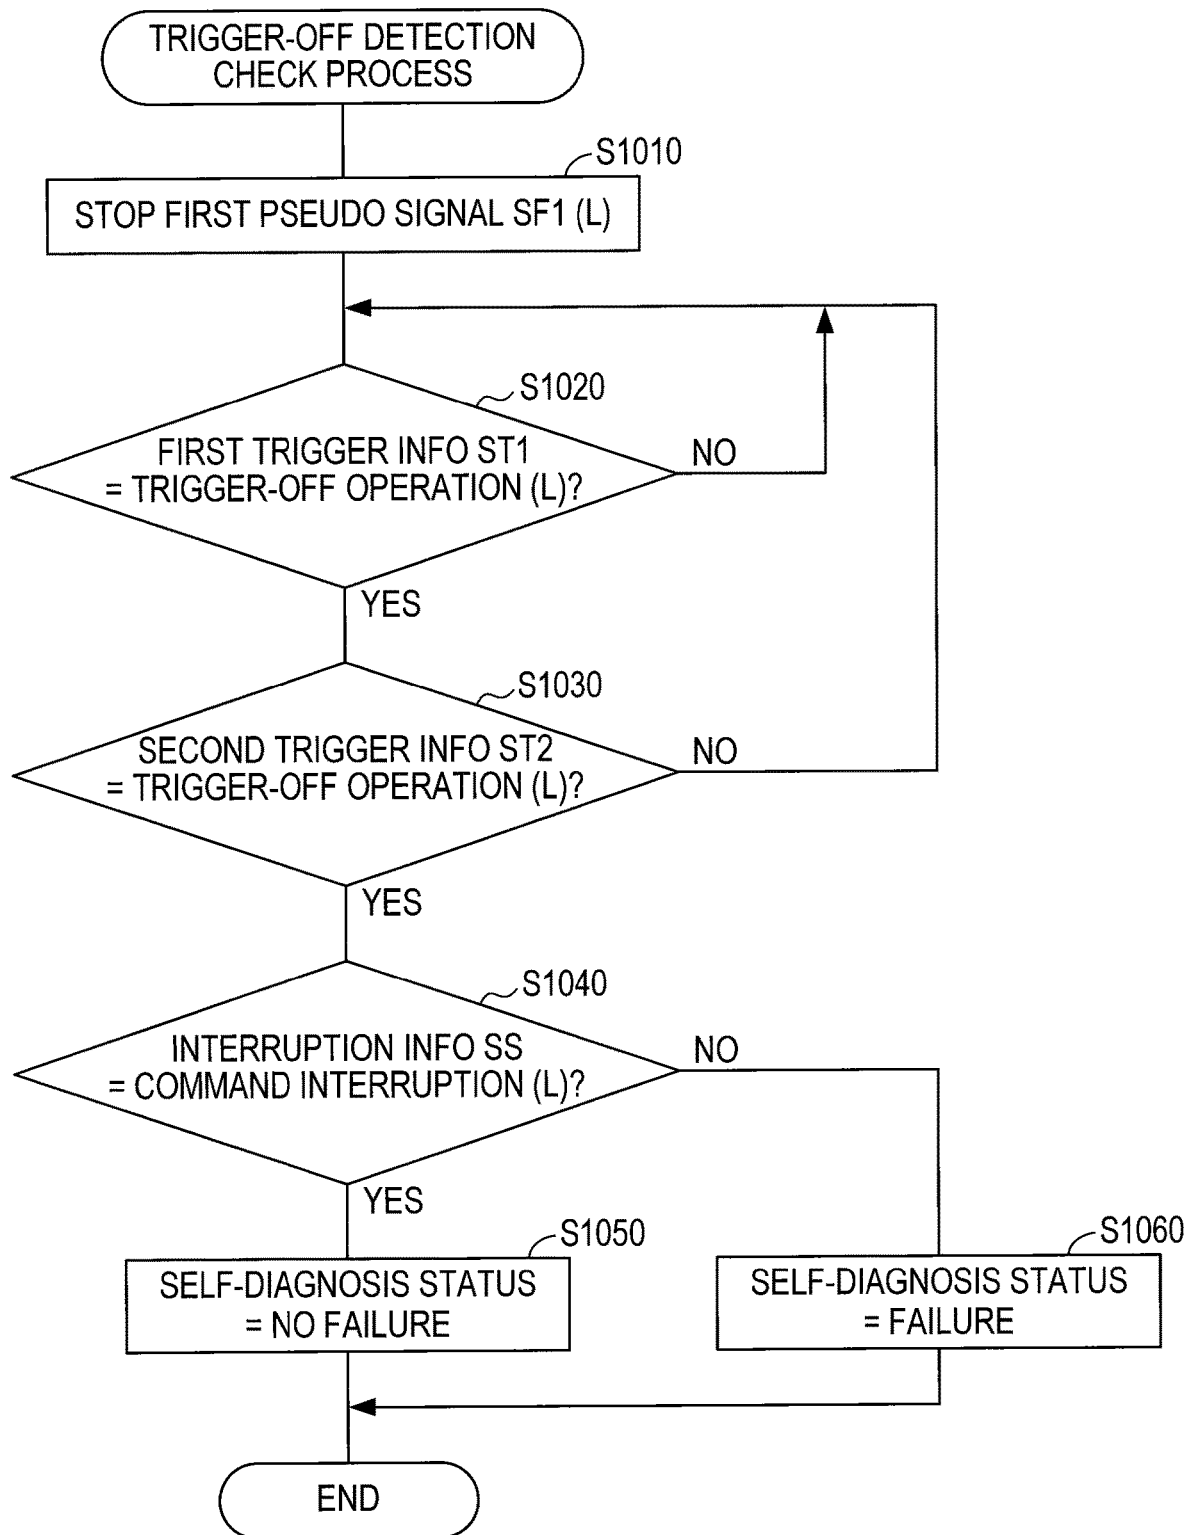 TRIGGER-OFF DETECTION
CHECK PROCESS
S1010
STOP FIRST PSEUDO SIGNAL SF1 (L)
S1020
FIRST TRIGGER INFO ST1
= TRIGGER-OFF OPERATION (L)?
NO
YES
S1030
SECOND TRIGGER INFO ST2
= TRIGGER-OFF OPERATION (L)?
NO
YES
S1040
INTERRUPTION INFO SS
= COMMAND INTERRUPTION (L)?
NO
YES
S1050
SELF-DIAGNOSIS STATUS
= NO FAILURE
S1060
SELF-DIAGNOSIS STATUS
= FAILURE
END